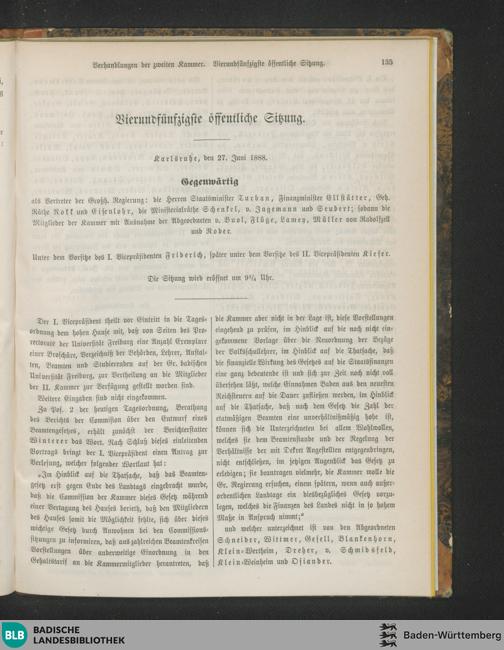 Verhandlungen der zweiten Kammer. Vierundfünfzigste öffentliche Sitzung. 135
Vierundfünfzigste öffentliche Sitzung.
Karlsruhe, den 27. Juni 1888.
Gegenwärtig
als Vertreter der Großh. Regierung: die Herren Staatsminister Turban, Finanzminister Ellstätter, Geh.
Räthe Nokk und Eisenlohr, die Ministerialräthe Schenkel, v. Jagemann und Seubert; sodann die
Mitglieder der Kammer mit Ausnahme der Abgeordneten v. Buol, Flüge, Lamey, Müller von Radolfzell
und Roder.
Unter dem Vorsitze des I. Vicepräsidenten Friderich, später unter dem Vorsitze des II. Vicepräsidenten Kiefer.
Die Sitzung wird eröffnet um 9¼ Uhr.
Der I. Vicepräsident theilt vor Eintritt in die Tages-
ordnung dem hohen Hause mit, daß von Seiten des Pro-
rectorats der Universität Freiburg eine Anzahl Exemplare
einer Broschüre, Verzeichniß der Behörden, Lehrer, Anstal-
ten, Beamten und Studierenden auf der Gr. badischen
Universität Freiburg, zur Vertheilung an die Mitglieder
der II. Kammer zur Verfügung gestellt worden sind.
Weitere Eingaben sind nicht eingekommen.
Zu Pos. 2 der heutigen Tagesordnung, Berathung
des Berichts der Commission über den Entwurf eines
Beamtengesetzes, erhält zunächst der Berichterstatter
Winterer das Wort. Nach Schluß dieses einleitenden
Vortrags bringt der I. Vicepräsident einen Antrag zur
Verlesung, welcher folgenden Wortlaut hat:
„In Hinblick auf die Thatsache, daß das Beamten-
gesetz erst gegen Ende des Landtags eingebracht wurde,
daß die Commission der Kammer dieses Gesetz während
einer Vertagung des Hauses berieth, daß den Mitgliedern
des Hauses somit die Möglichkeit fehlte, sich über dieses
wichtige Gesetz durch Anwohnen bei den Commissions-
sitzungen zu informiren, daß aus zahlreichen Beamtenkreisen
Vorstellungen über anderweitige Einordnung in den
Gehaltstarif an die Kammermitglieder herantreten, daß
die Kammer aber nicht in der Lage ist, diese Vorstellungen
eingehend zu prüfen, im Hinblick auf die noch nicht ein-
gekommene Vorlage über die Neuordnung der Bezüge
der Volksschullehrer, im Hinblick auf die Thatsache, daß
die finanzielle Wirkung des Gesetzes auf die Staatsfinanzen
eine ganz bedeutende ist und sich zur Zeit noch nicht voll
übersehen läßt, welche Einnahmen Baden aus den neuesten
Reichssteuern auf die Dauer zufließen werden, im Hinblick
auf die Thatsache, daß nach dem Gesetz die Zahl der
etatmäßigen Beamten eine unverhältnißmäßig hohe ist,
können sich die Unterzeichneten bei allem Wohlwollen,
welches sie dem Beamtenstande und der Regelung der
Verhältnisse der mit Dekret Angestellten entgegenbringen,
nicht entschließen, im jetzigen Augenblick das Gesetz zu
erledigen; sie beantragen vielmehr, die Kammer wolle die
Gr. Regierung ersuchen, einem spätern, wenn auch außer-
ordentlichen Landtage ein diesbezügliches Gesetz vorzu-
legen, welches die Finanzen des Landes nicht in so hohem
Maße in Anspruch nimmt;“
und welcher unterzeichnet ist von den Abgeordneten
Schneider, Wittmer, Gesell, Blankenhorn,
Klein-Wertheim, Dreher, v. Schmidsfeld,
Klein-Weinheim und Osiander.
BLB BADISCHE
LANDESBIBLIOTHEK
Baden-Württemberg